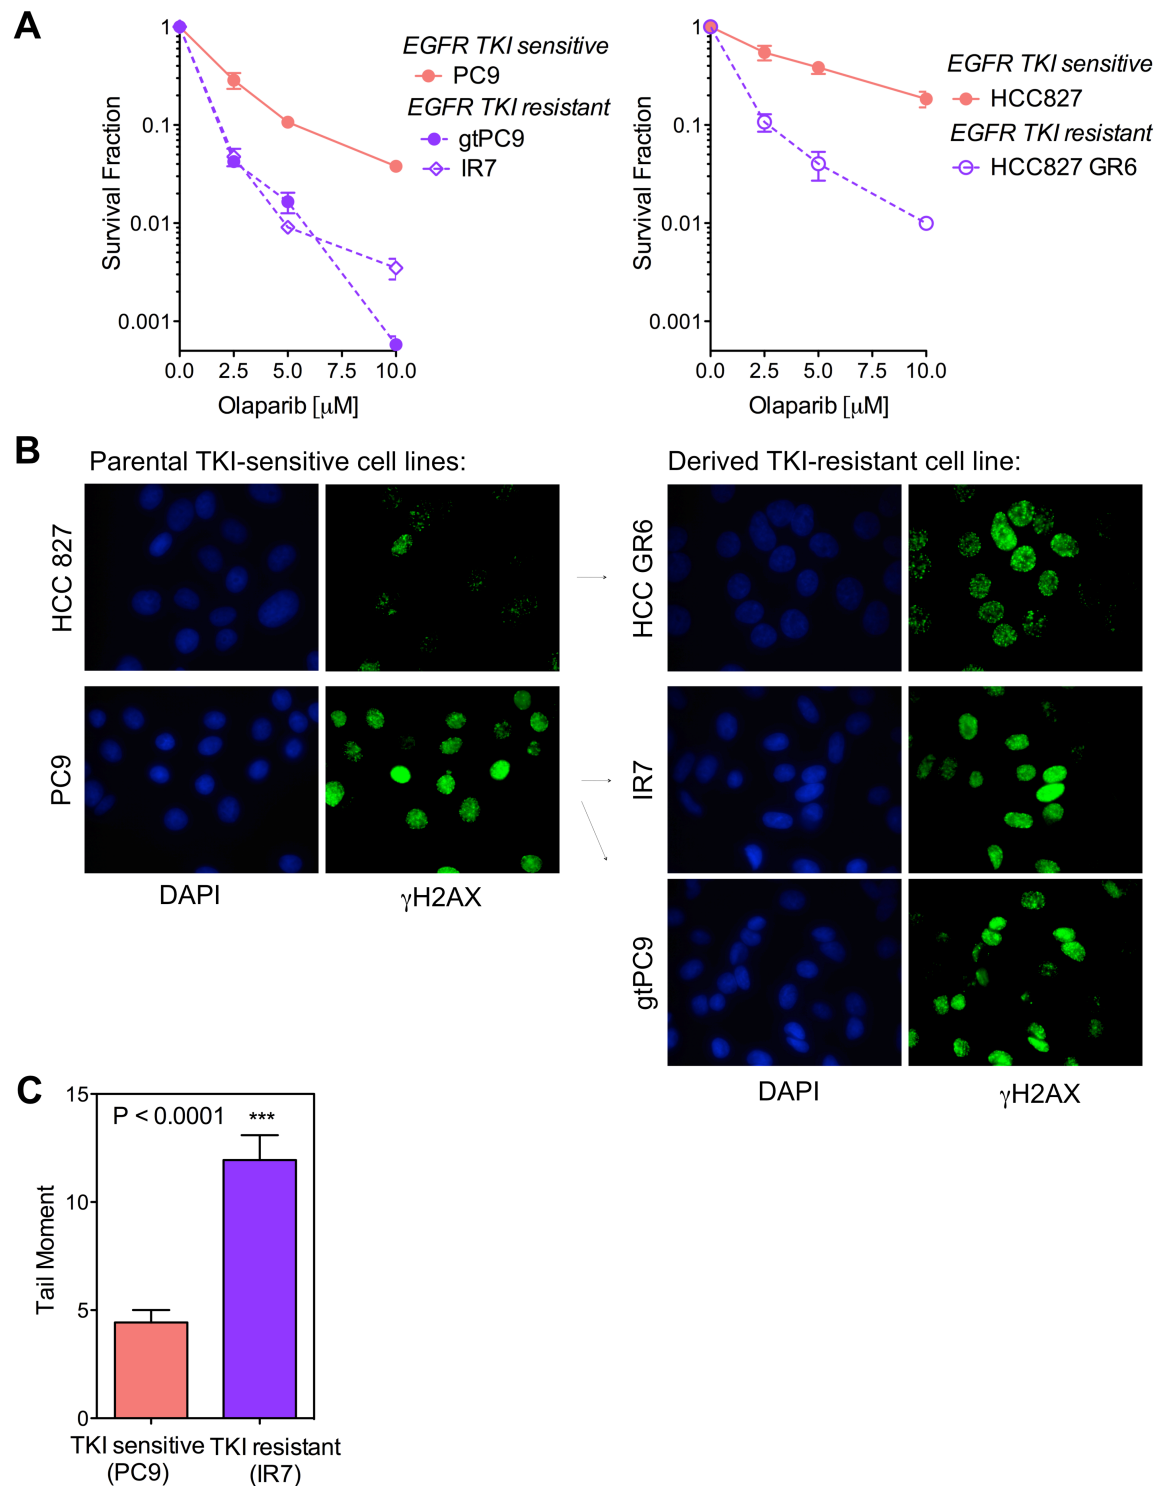 A
1
0.1
0.01
0.001
Survival Fraction
0.0 2.5 5.0 7.5 10.0
Olaparib [μM]
EGFR TKI sensitive
PC9
EGFR TKI resistant
gtPC9
IR7
1
0.1
0.01
0.001
Survival Fraction
0.0 2.5 5.0 7.5 10.0
Olaparib [μM]
EGFR TKI sensitive
HCC827
EGFR TKI resistant
HCC827 GR6
B
Parental TKI-sensitive cell lines:
HCC 827
PC9
DAPI
γH2AX
Derived TKI-resistant cell line:
HCC GR6
IR7
gtPC9
DAPI
γH2AX
C
15
10
5
0
Tail Moment
P < 0.0001 ***
TKI sensitive TKI resistant
(PC9) (IR7)